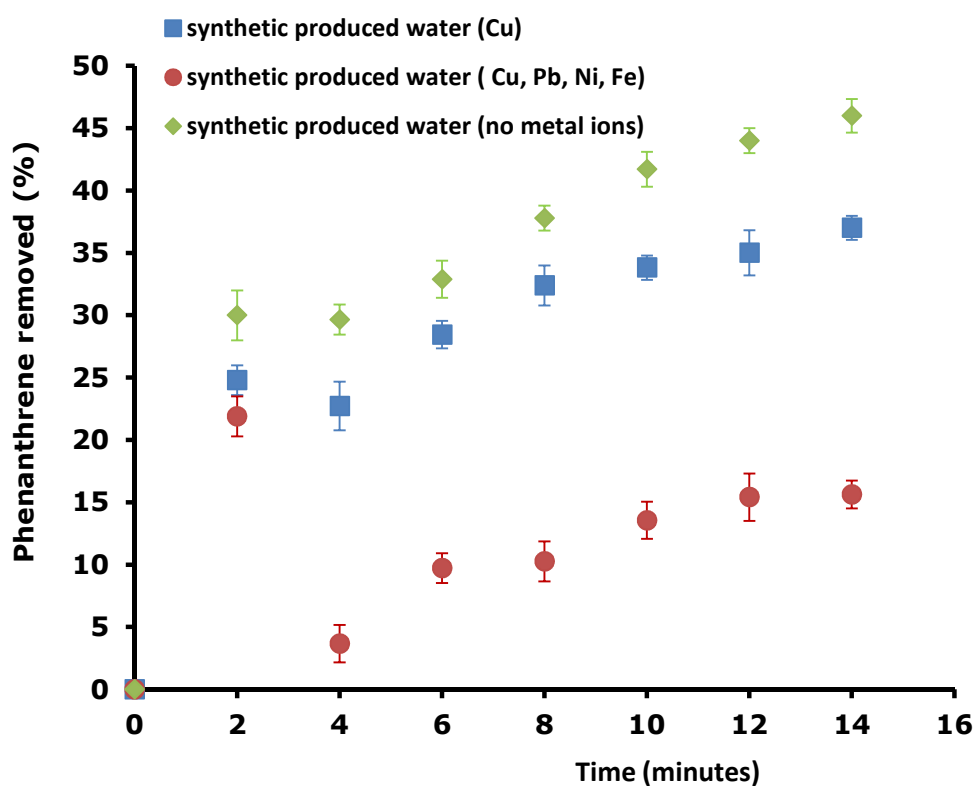 synthetic produced water (Cu)
synthetic produced water ( Cu, Pb, Ni, Fe)
synthetic produced water (no metal ions)
Phenanthrene removed (%)
50
45
40
35
30
25
20
15
10
5
0
0 2 4 6 8 10 12 14 16
Time (minutes)